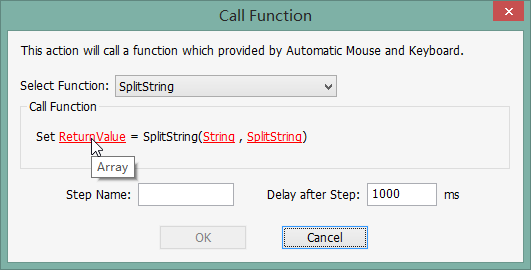 Call Function
This action will call a function which provided by Automatic Mouse and Keyboard.
Select Function: SplitString
Call Function
Set ReturnValue = SplitString(String , SplitString)
Array
Step Name: Delay after Step: 1000 ms
OK Cancel